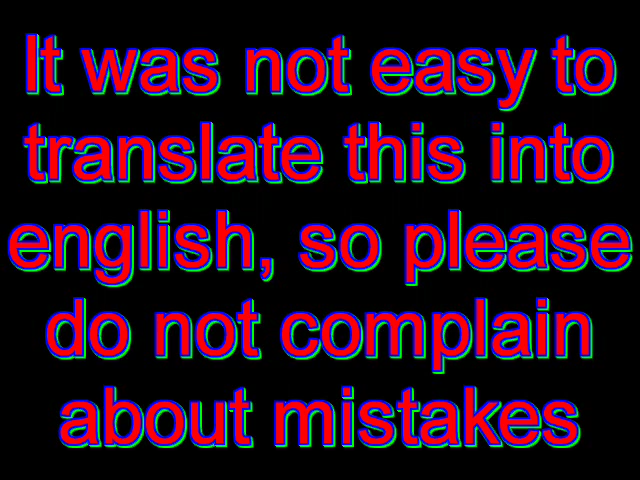 It was not easy to
translate this into
english, so please
do not complain
about mistakes